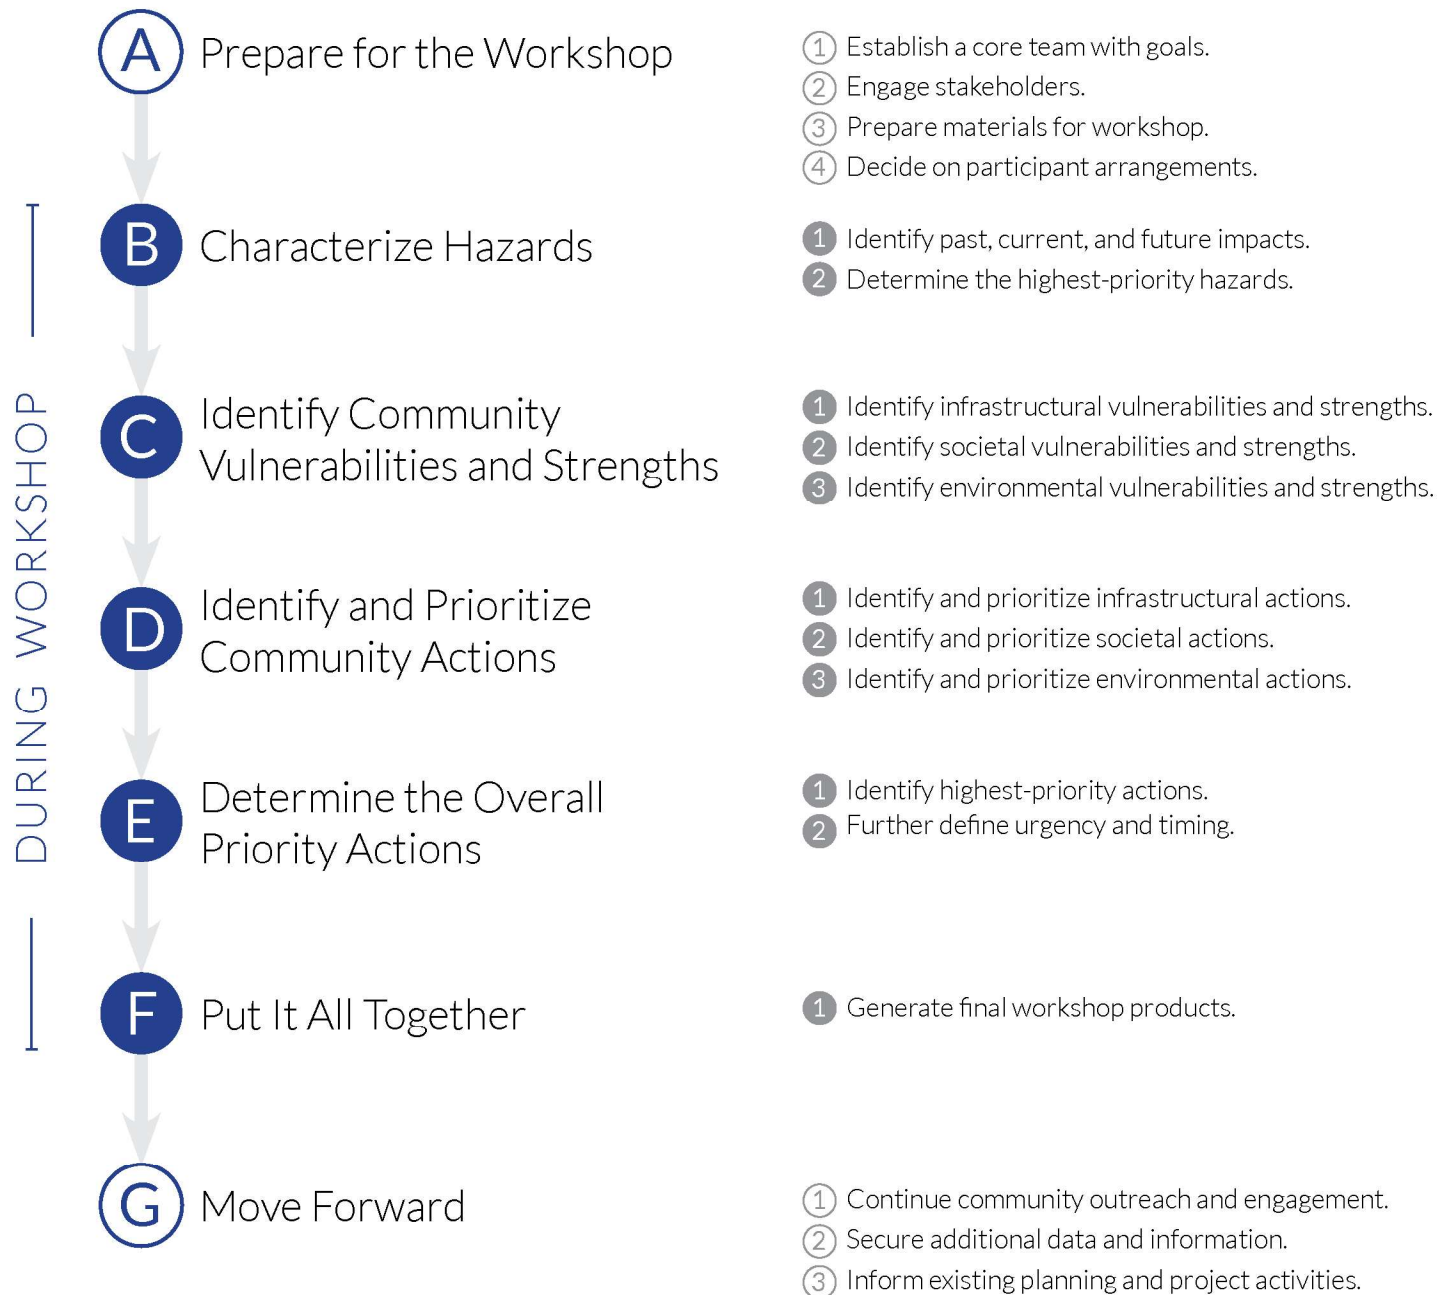 A Prepare for the Workshop
1 Establish a core team with goals.
2 Engage stakeholders.
3 Prepare materials for workshop.
4 Decide on participant arrangements.
DURING WORKSHOP
B Characterize Hazards
1 Identify past, current, and future impacts.
2 Determine the highest-priority hazards.
C Identify Community
Vulnerabilities and Strengths
1 Identify infrastructural vulnerabilities and strengths.
2 Identify societal vulnerabilities and strengths.
3 Identify environmental vulnerabilities and strengths.
D Identify and Prioritize
Community Actions
1 Identify and prioritize infrastructural actions.
2 Identify and prioritize societal actions.
3 Identify and prioritize environmental actions.
E Determine the Overall
Priority Actions
1 Identify highest-priority actions.
2 Further define urgency and timing.
F Put It All Together
1 Generate final workshop products.
G Move Forward
1 Continue community outreach and engagement.
2 Secure additional data and information.
3 Inform existing planning and project activities.